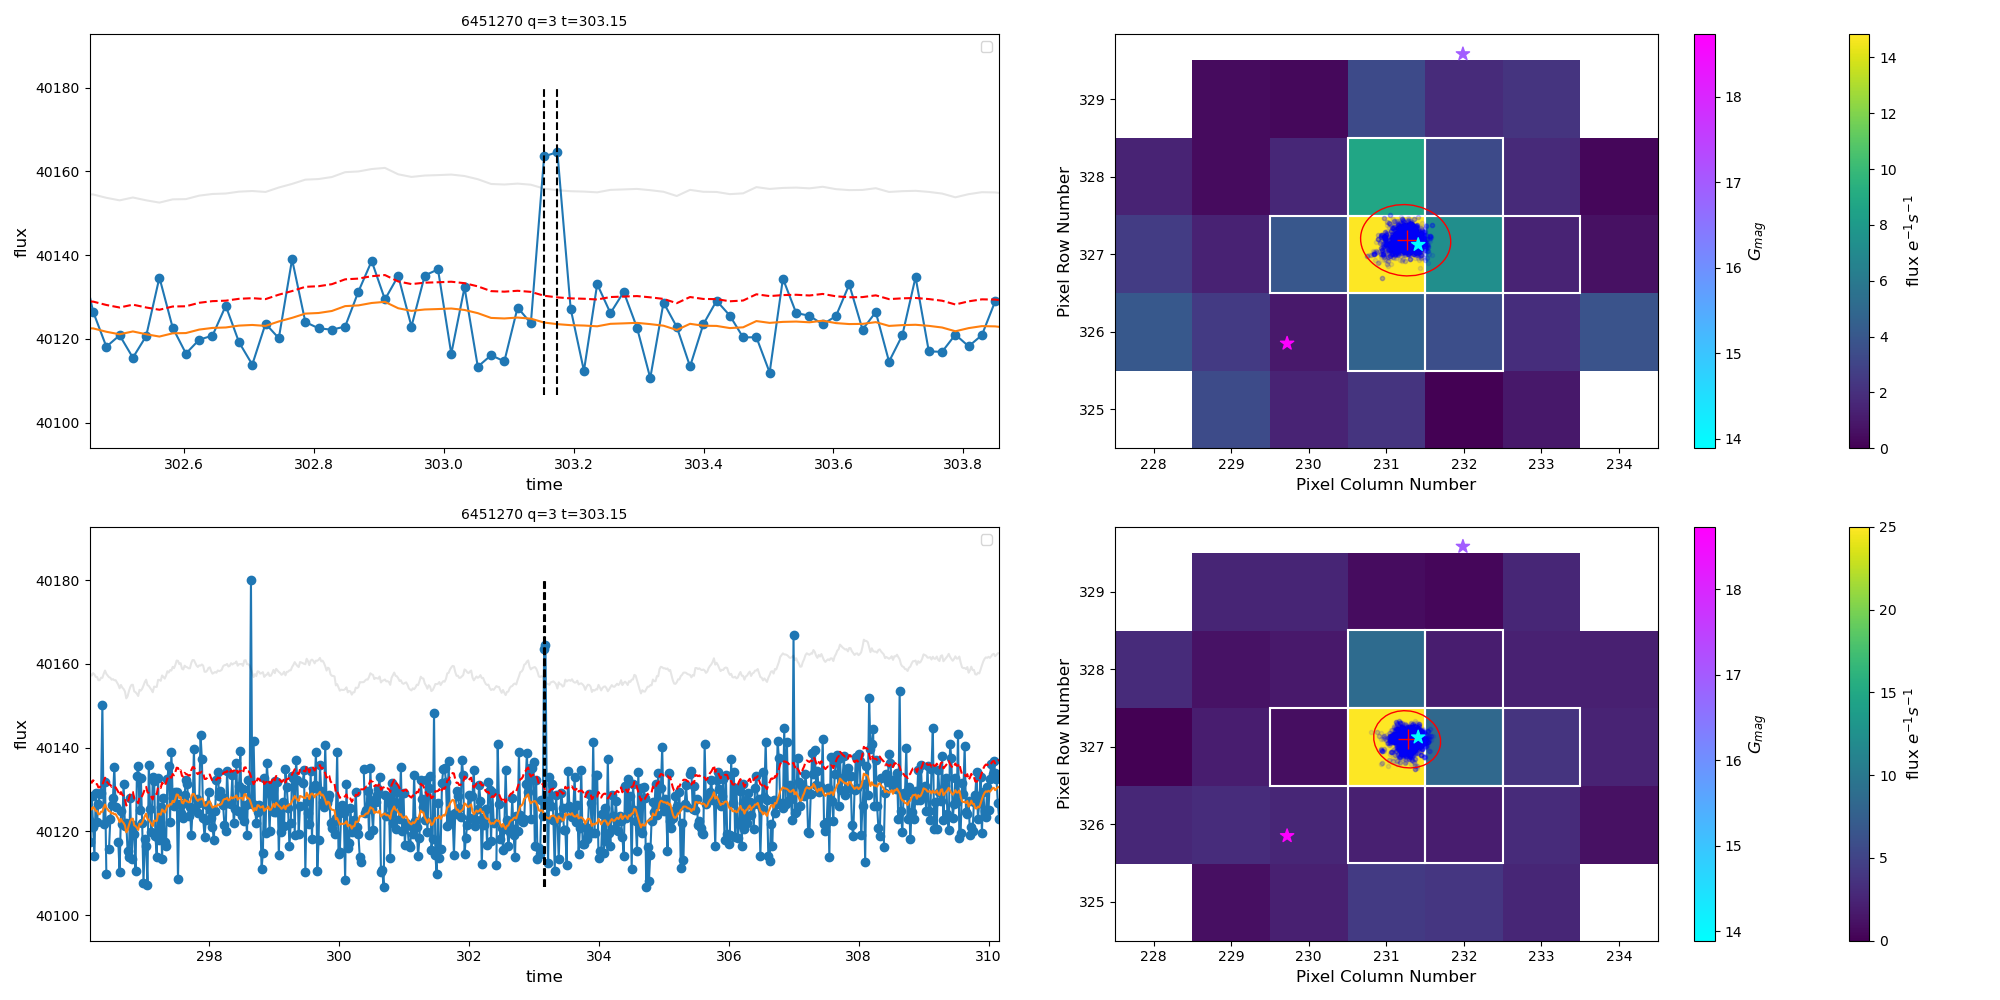 6451270 q=3 t=303.15
flux
40180
40160
40140
40120
40100
302.6 302.8 303.0 303.2 303.4 303.6 303.8
time
Pixel Row Number
329
328
327
326
325
228 229 230 231 232 233 234
Pixel Column Number
18
17
16
15
14
Gmag
14
12
10
8
6
4
2
0
flux e⁻¹s⁻¹
6451270 q=3 t=303.15
flux
40180
40160
40140
40120
40100
298 300 302 304 306 308 310
time
Pixel Row Number
329
328
327
326
325
228 229 230 231 232 233 234
Pixel Column Number
18
17
16
15
14
Gmag
25
20
15
10
5
0
flux e⁻¹s⁻¹